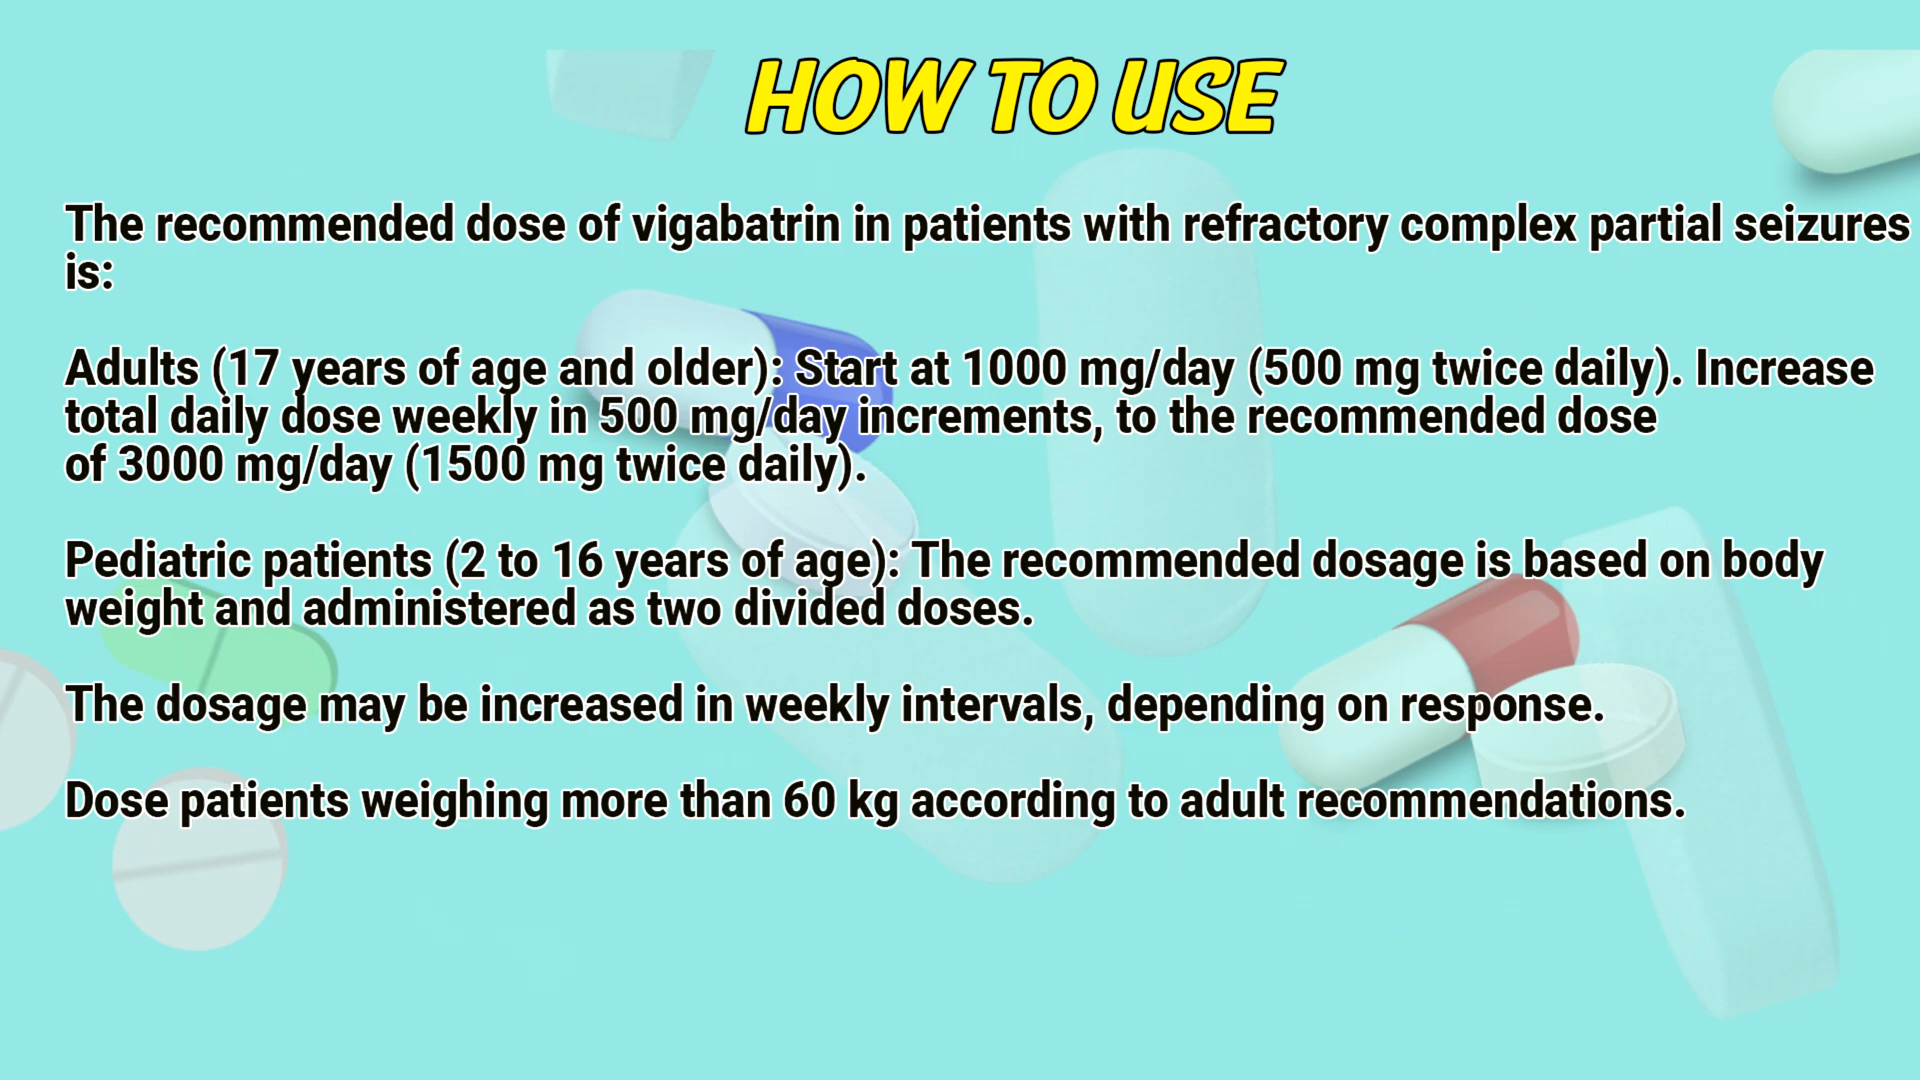 HOW TO USE
The recommended dose of vigabatrin in patients with refractory complex partial seizures
is:
Adults (17 years of age and older): Start at 1000 mg/day (500 mg twice daily). Increase
total daily dose weekly in 500 mg/day increments, to the recommended dose
of 3000 mg/day (1500 mg twice daily).
Pediatric patients (2 to 16 years of age): The recommended dosage is based on body
weight and administered as two divided doses.
The dosage may be increased in weekly intervals, depending on response.
Dose patients weighing more than 60 kg according to adult recommendations.